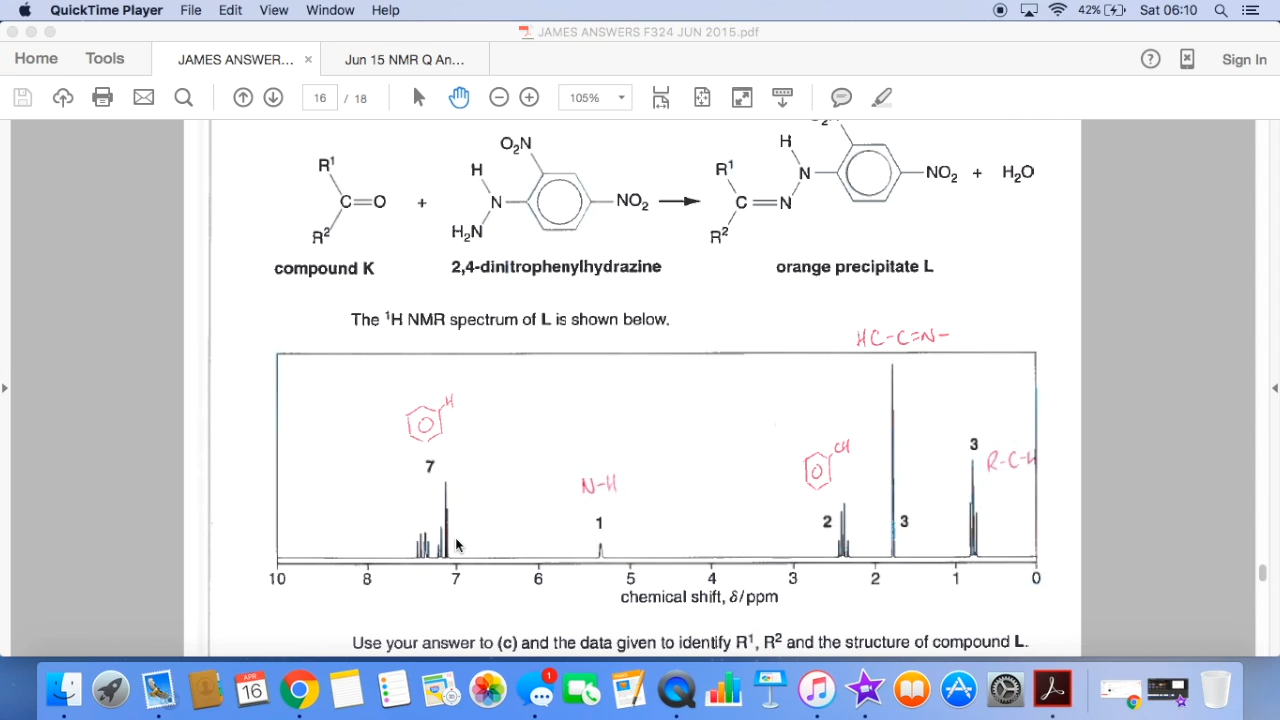 QuickTime Player File Edit View Window Help 42% Sat 06:10
JAMES ANSWERS F324 JUN 2015.pdf
Home Tools JAMES ANSWER... × Jun 15 NMR Q An... Sign In
16 / 18 105%
O₂N
H
R¹
C=O
+
N
NO₂
H₂N
R²
H
R¹
N
NO₂ + H₂O
C=N
R²
compound K 2,4-dinitrophenylhydrazine orange precipitate L
The ¹H NMR spectrum of L is shown below.
HC-C=N-
H
7
N-H
1
CH
2
3
3
R-C-H
10 8 7 6 5 4 3 2 1 0
chemical shift, δ/ppm
Use your answer to (c) and the data given to identify R¹, R² and the structure of compound L.
1
APR
16